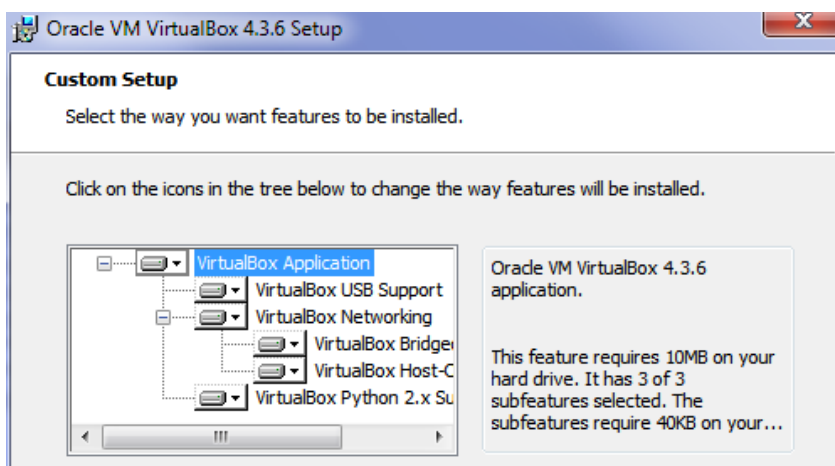 Oracle VM VirtualBox 4.3.6 Setup
Custom Setup
Select the way you want features to be installed.
Click on the icons in the tree below to change the way features will be installed.
VirtualBox Application
VirtualBox USB Support
VirtualBox Networking
VirtualBox Bridge
VirtualBox Host-C
VirtualBox Python 2.x Su
Oracle VM VirtualBox 4.3.6
application.
This feature requires 10MB on your
hard drive. It has 3 of 3
subfeatures selected. The
subfeatures require 40KB on your...